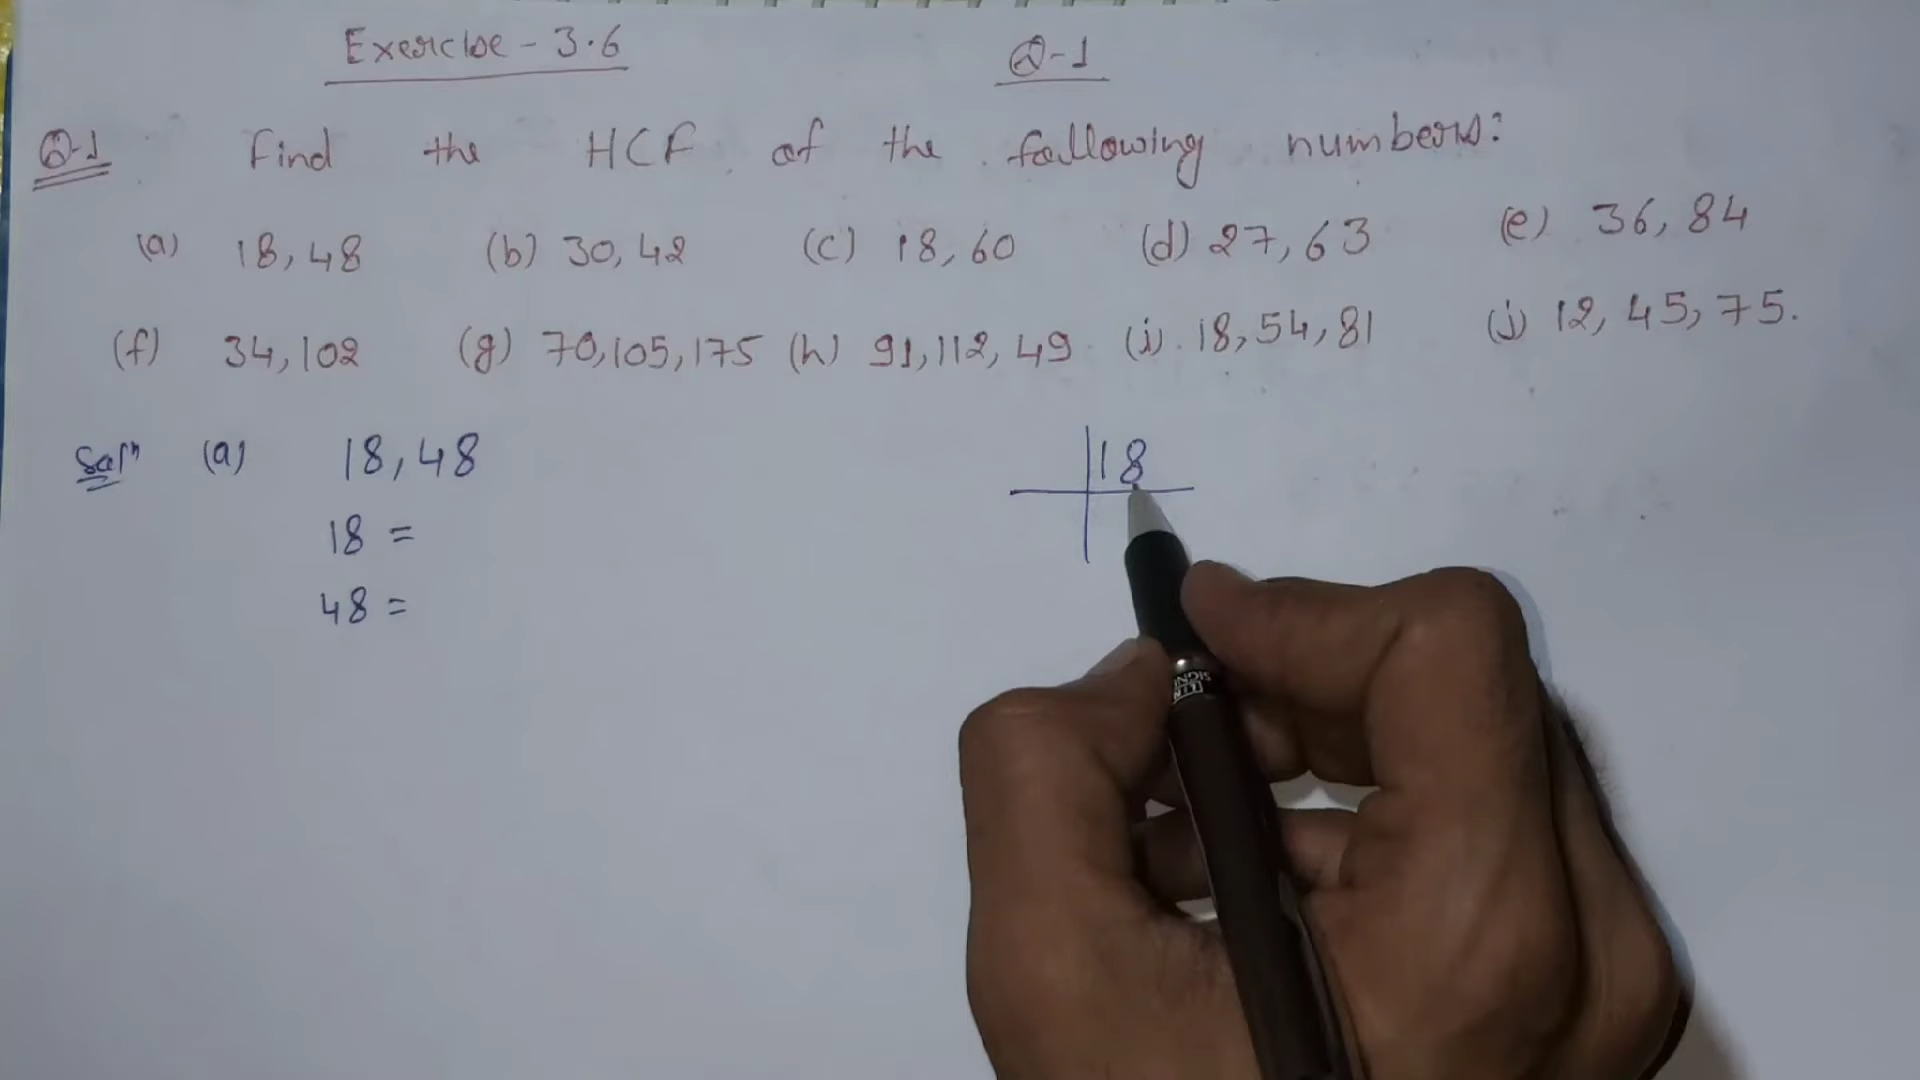 Exercise - 3.6
Q-1
Q-1 Find the HCF of the following numbers:
(a) 18, 48 (b) 30, 42 (c) 18, 60 (d) 27, 63 (e) 36, 84
(f) 34, 102 (g) 70, 105, 175 (h) 91, 112, 49 (i) 18, 54, 81 (j) 12, 45, 75.
Solⁿ (a) 18, 48
18
18 =
48 =